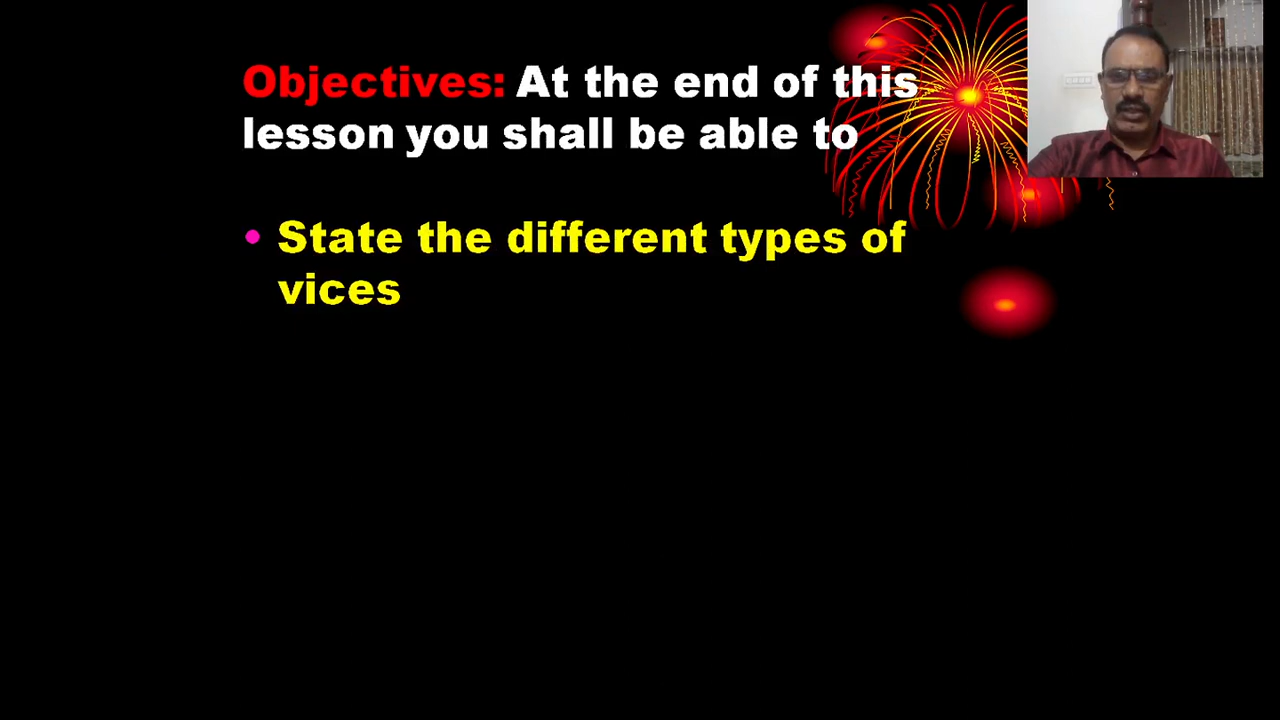 Objectives: At the end of this
lesson you shall be able to
• State the different types of
vices